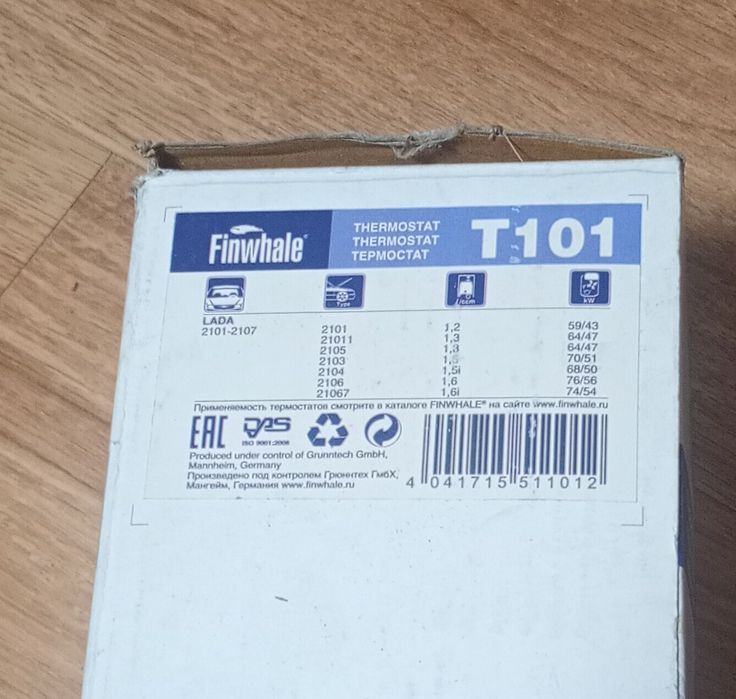 Finwhale
THERMOSTAT
THERMOSTAT
ТЕРМОСТАТ
T101
Type
kW
LADA
2101-2107
2101 1,2 59/43
21011 1,3 64/47
2105 1,3 64/47
2103 1,5 70/51
2104 1,5i 68/50
2106 1,6 76/56
21067 1,6i 74/54
Применяемость термостатов смотрите в каталоге FINWHALE® на сайте www.finwhale.ru
EAC
QAS
ISO 9001:2008
Produced under control of Grunntech GmbH,
Mannheim, Germany
Произведено под контролем Грюннтех ГмбХ,
Мангейм, Германия www.finwhale.ru
4 041715 511012